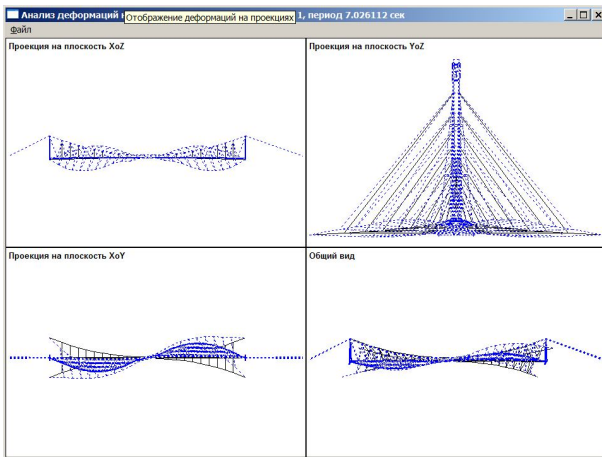 Анализ деформаций
Отображение деформаций на проекциях
1, период 7.026112 сек
Файл
Проекция на плоскость XoZ
Проекция на плоскость YoZ
Проекция на плоскость XoY
Общий вид